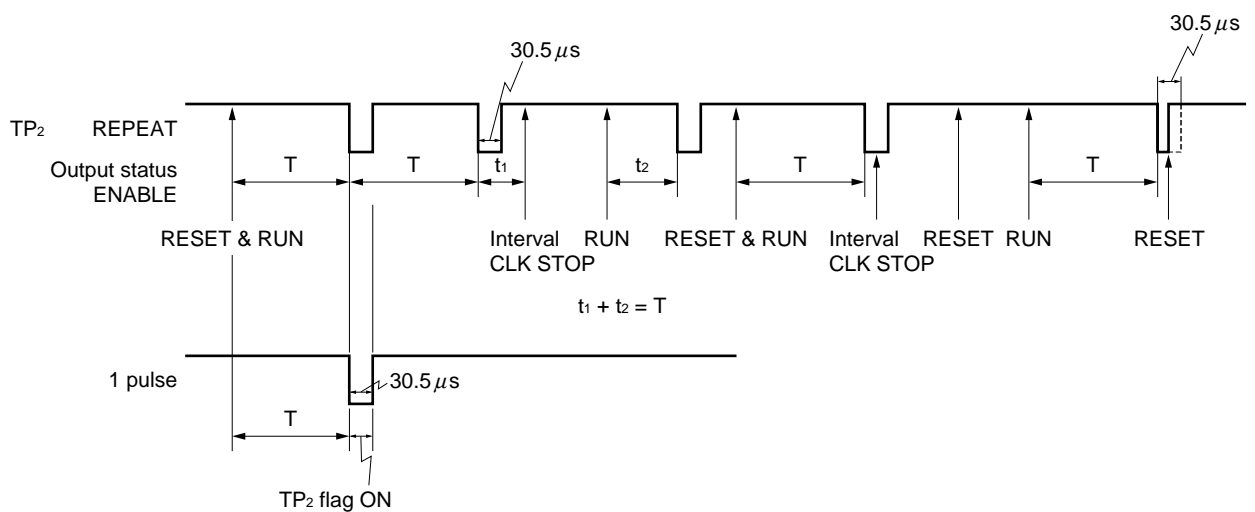 30.5 μs
30.5 μs
TP2 REPEAT
Output status
ENABLE
T
T
t1
t2
T
T
RESET & RUN
Interval
CLK STOP
RUN
RESET & RUN
Interval
CLK STOP
RESET
RUN
RESET
t1 + t2 = T
1 pulse
30.5 μs
T
TP2 flag ON